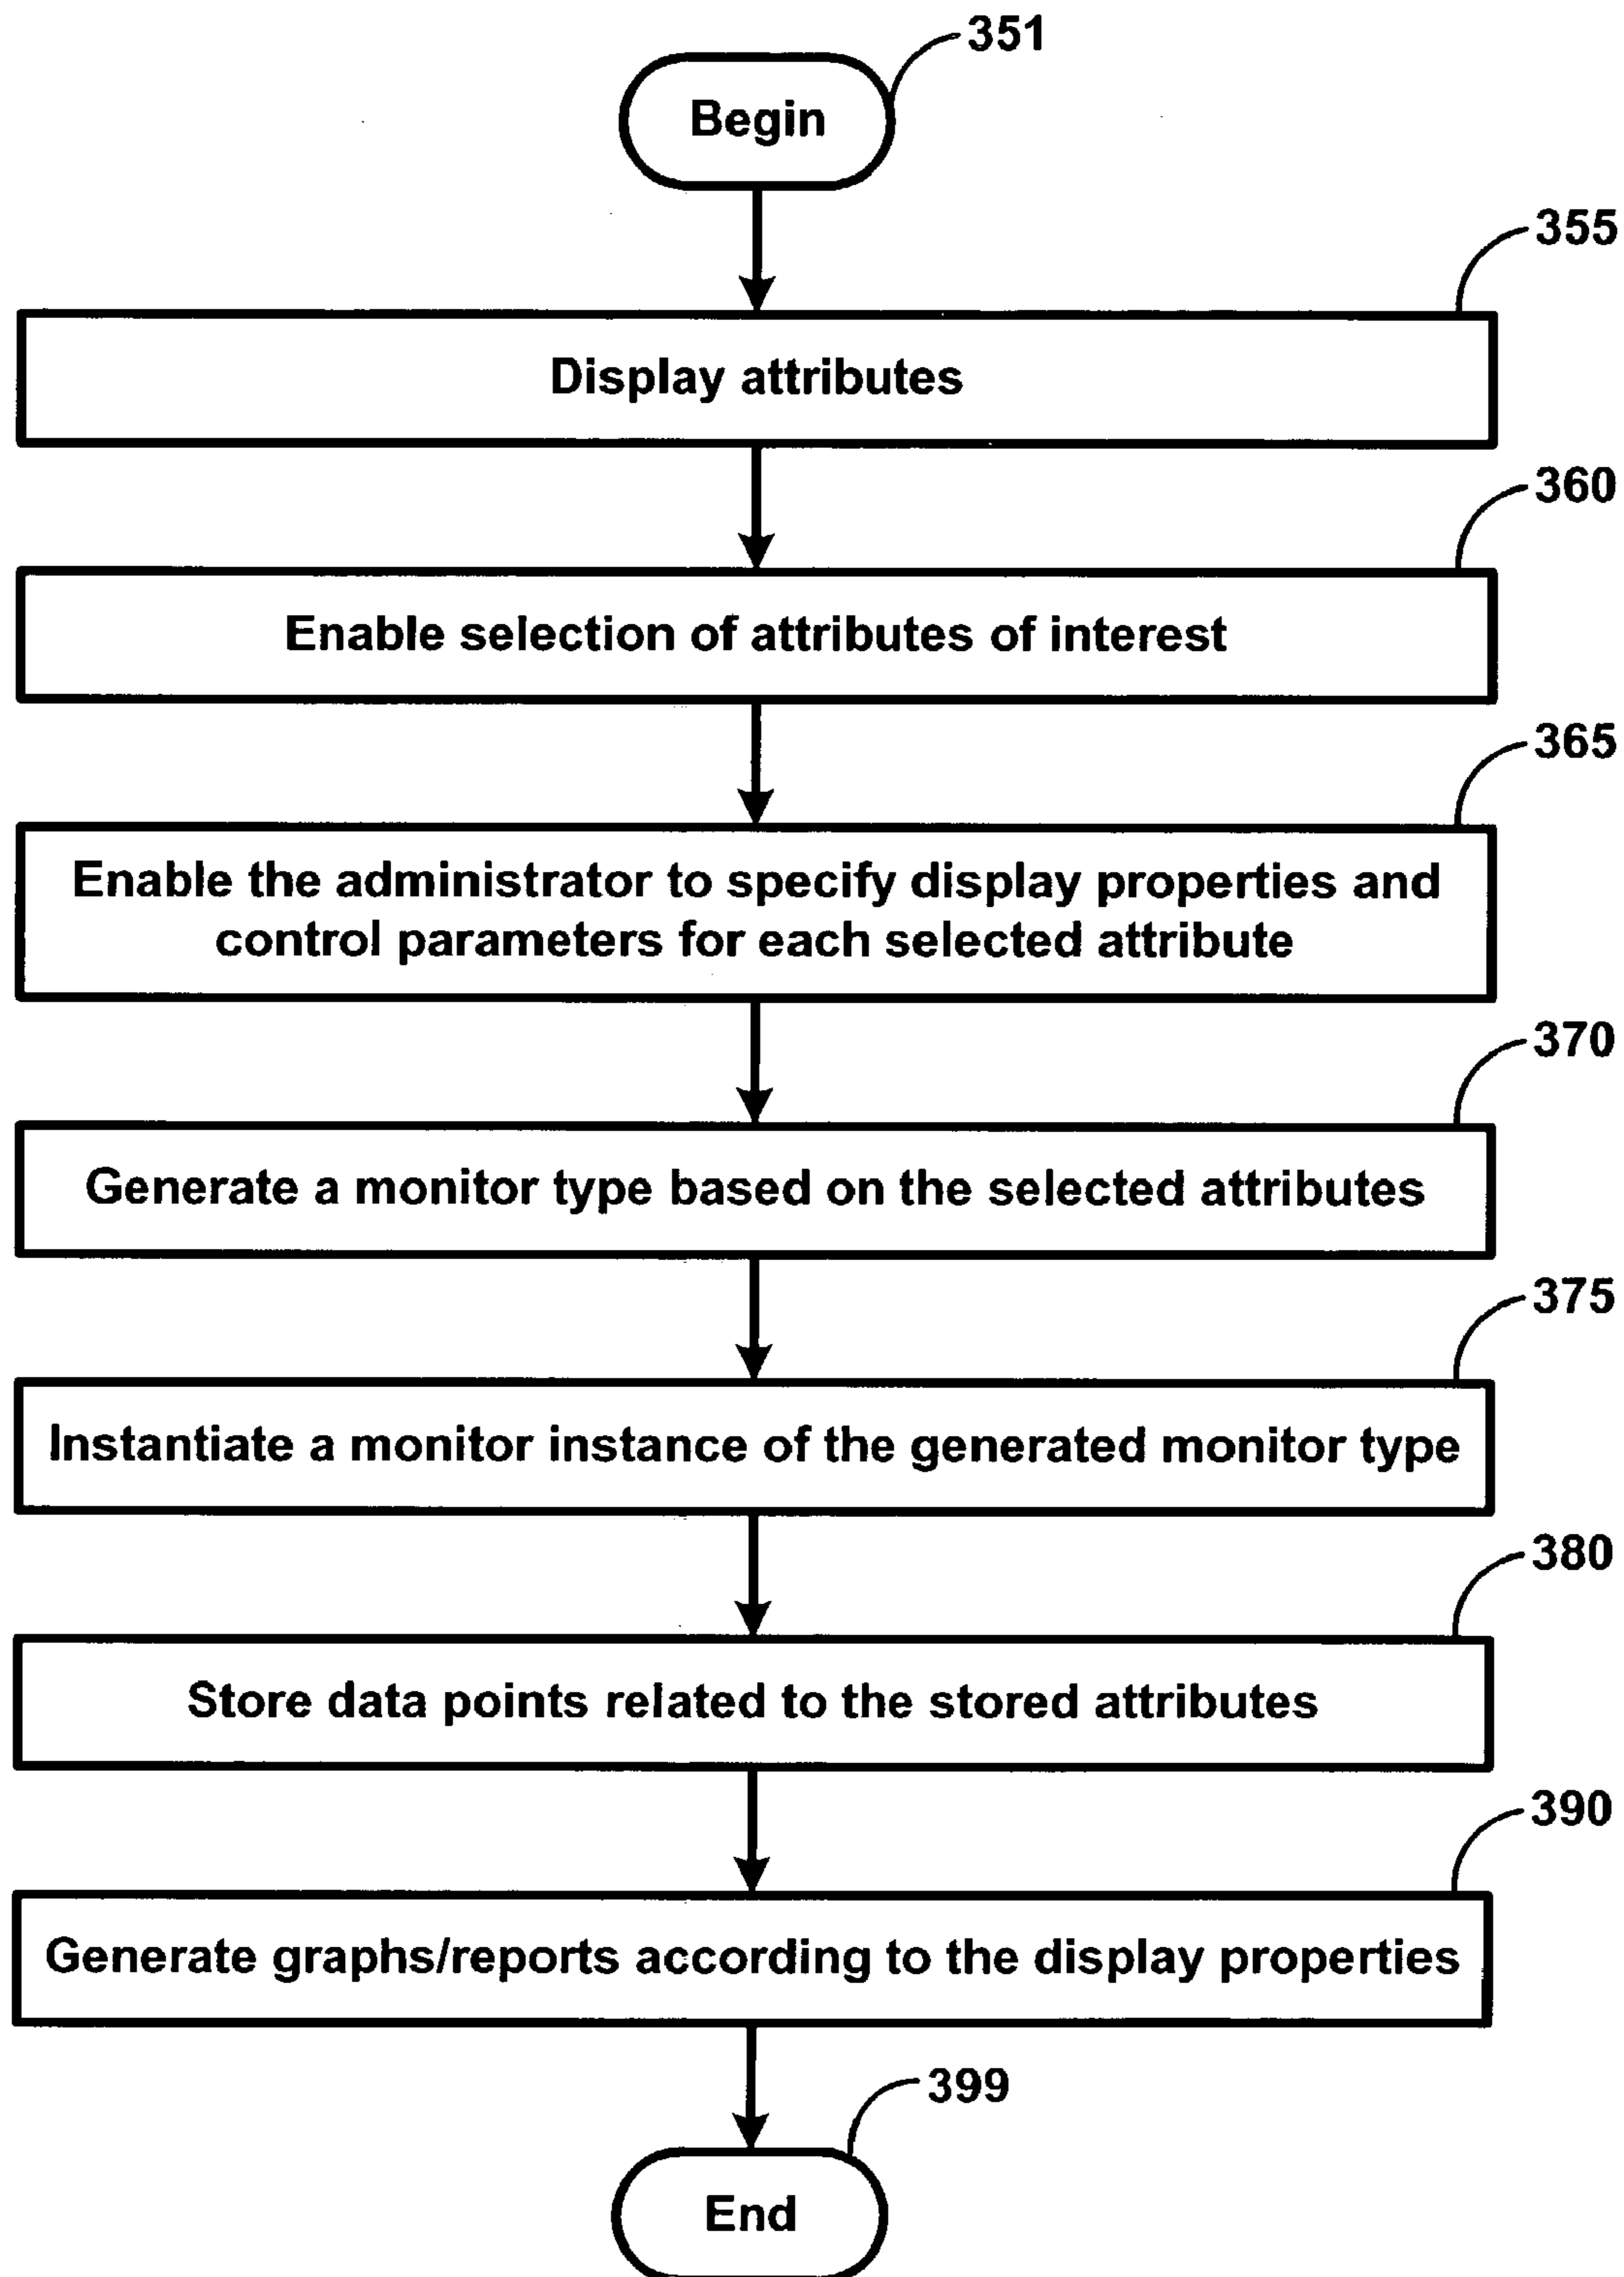 351
Begin
355
Display attributes
360
Enable selection of attributes of interest
365
Enable the administrator to specify display properties and
control parameters for each selected attribute
370
Generate a monitor type based on the selected attributes
375
Instantiate a monitor instance of the generated monitor type
380
Store data points related to the stored attributes
390
Generate graphs/reports according to the display properties
399
End